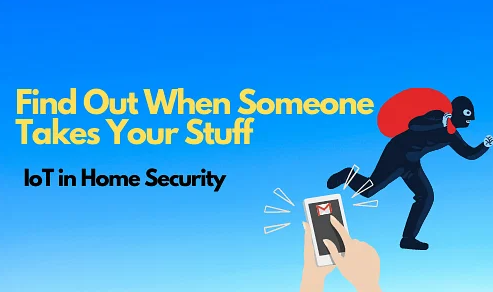 Find Out When Someone
Takes Your Stuff
IoT in Home Security